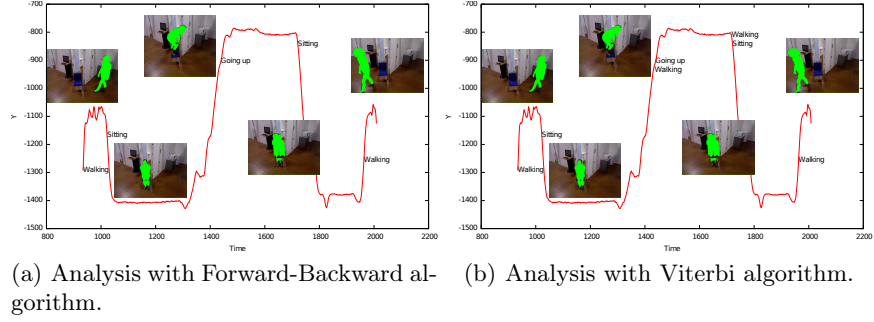 -700
-800
-900
-1000
-1100
-1200
-1300
-1400
-1500
Y
800 1000 1200 1400 1600 1800 2000 2200
Time
Walking
Sitting
Going up
Sitting
Walking
-700
-800
-900
-1000
-1100
-1200
-1300
-1400
-1500
Y
800 1000 1200 1400 1600 1800 2000 2200
Time
Walking
Sitting
Going up
Walking
Walking
Sitting
Walking
(a) Analysis with Forward-Backward al-
gorithm.
(b) Analysis with Viterbi algorithm.